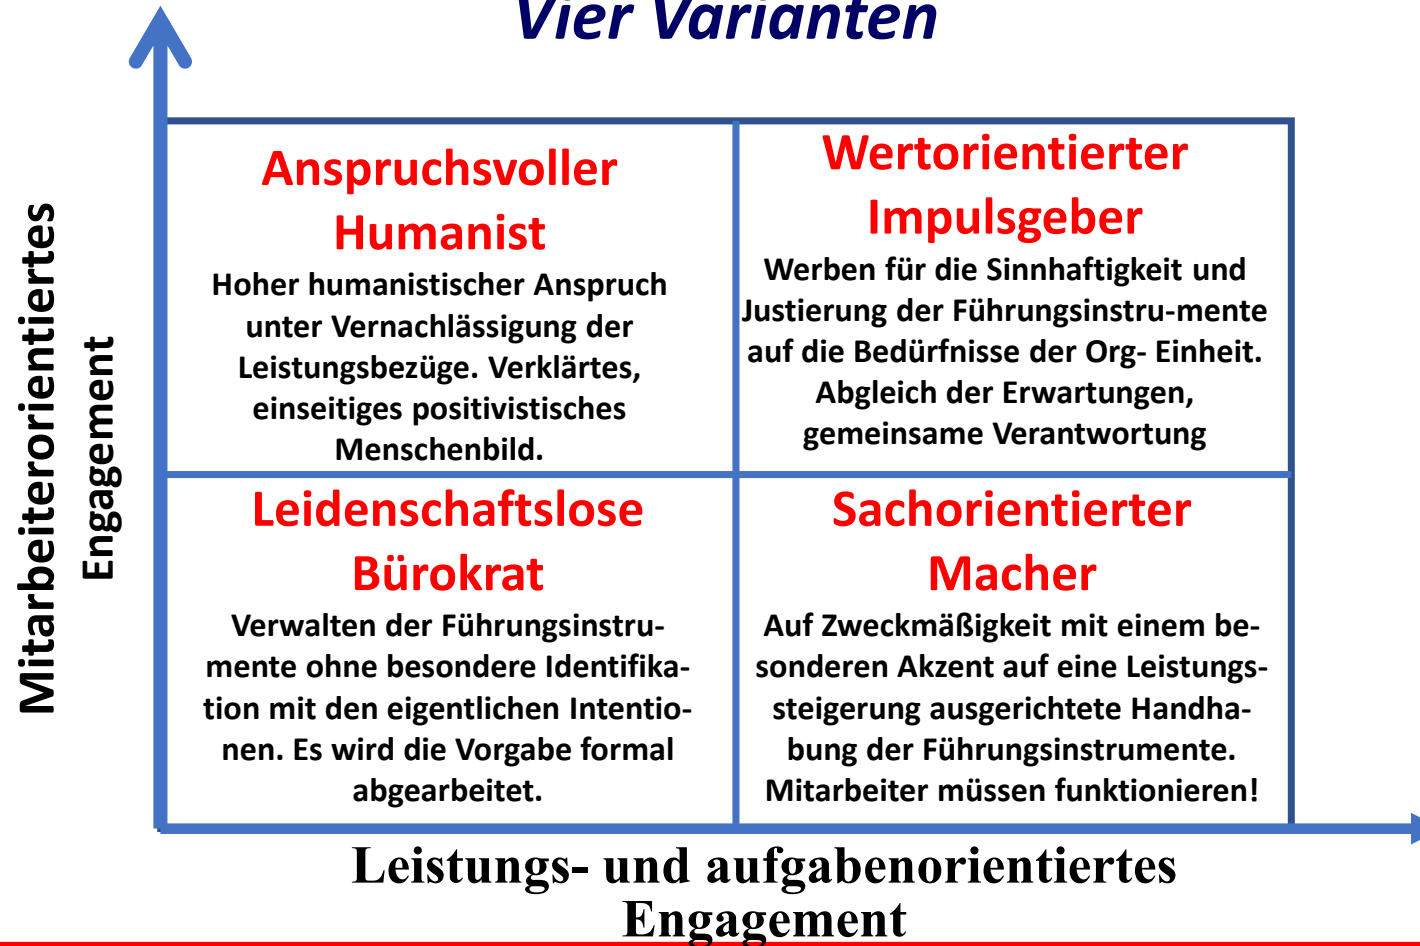 Vier Varianten
Mitarbeiterorientiertes
Engagement
Anspruchsvoller
Humanist
Hoher humanistischer Anspruch
unter Vernachlässigung der
Leistungsbezüge. Verklärtes,
einseitiges positivistisches
Menschenbild.
Wertorientierter
Impulsgeber
Werben für die Sinnhaftigkeit und
Justierung der Führungsinstru-mente
auf die Bedürfnisse der Org- Einheit.
Abgleich der Erwartungen,
gemeinsame Verantwortung
Leidenschaftslose
Bürokrat
Verwalten der Führungsinstru-
mente ohne besondere Identifika-
tion mit den eigentlichen Intentio-
nen. Es wird die Vorgabe formal
abgearbeitet.
Sachorientierter
Macher
Auf Zweckmäßigkeit mit einem be-
sonderen Akzent auf eine Leistungs-
steigerung ausgerichtete Handha-
bung der Führungsinstrumente.
Mitarbeiter müssen funktionieren!
Leistungs- und aufgabenorientiertes
Engagement